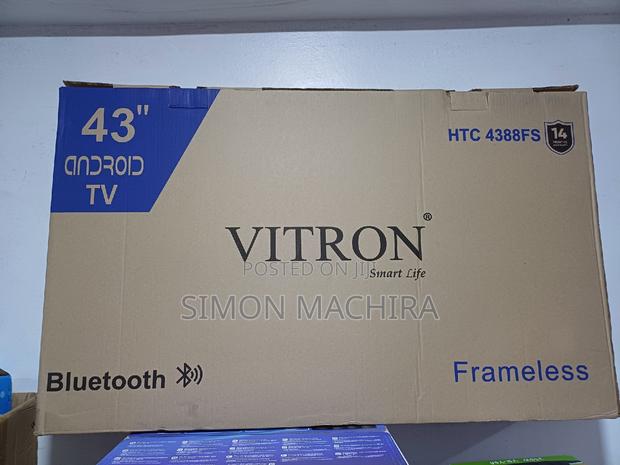 43"
ANDROID
TV
HTC 4388FS
14
VITRON®
Smart Life
POSTED ON JIJI
SIMON MACHIRA
Bluetooth
Frameless